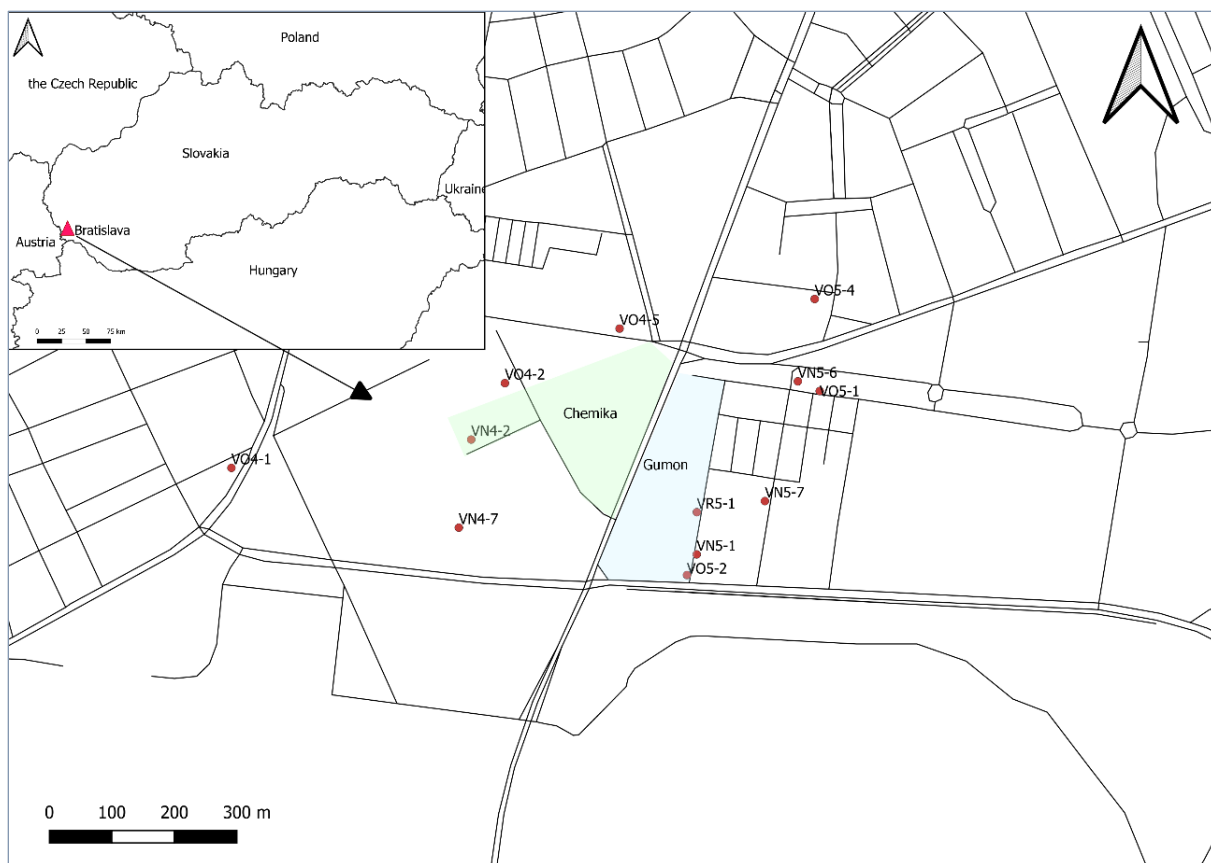 Poland
the Czech Republic
Slovakia
Ukraine
Bratislava
Austria
Hungary
0 25 50 75 km
VO5-4
VO4-5
VO4-2
VN5-6
VO5-1
Chemika
VN4-2
VO4-1
Gumon
VN5-7
VR5-1
VN4-7
VN5-1
VO5-2
0 100 200 300 m